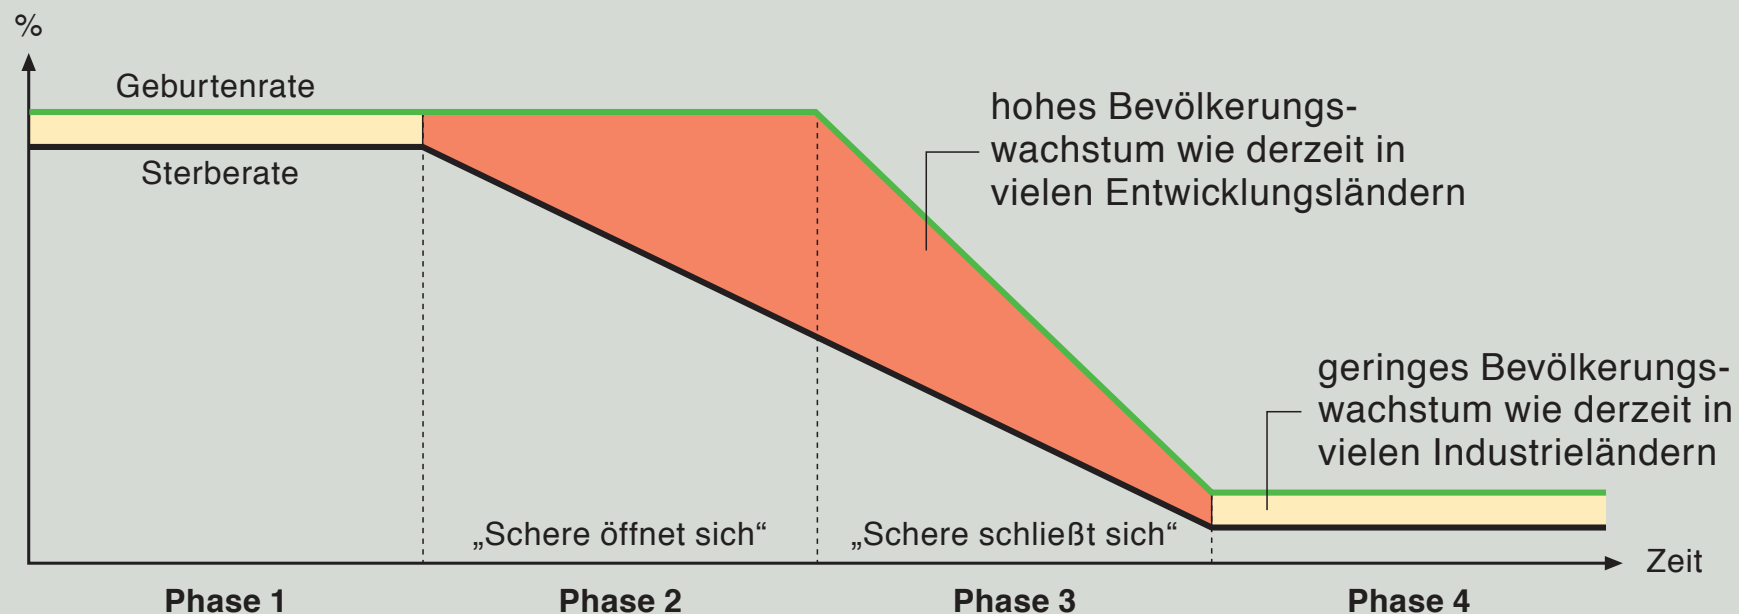 %
Geburtenrate
Sterberate
hohes Bevölkerungs-
wachstum wie derzeit in
vielen Entwicklungsländern
geringes Bevölkerungs-
wachstum wie derzeit in
vielen Industrieländern
„Schere öffnet sich“
„Schere schließt sich“
Zeit
Phase 1
Phase 2
Phase 3
Phase 4